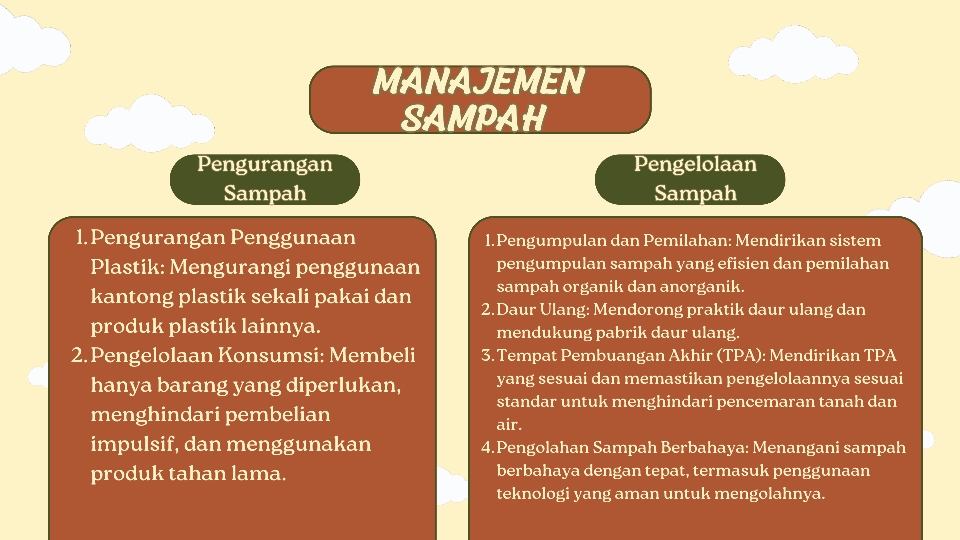 MANAJEMEN
SAMPAH
Pengurangan
Sampah
1. Pengurangan Penggunaan
Plastik: Mengurangi penggunaan
kantong plastik sekali pakai dan
produk plastik lainnya.
2. Pengelolaan Konsumsi: Membeli
hanya barang yang diperlukan,
menghindari pembelian
impulsif, dan menggunakan
produk tahan lama.
Pengelolaan
Sampah
1. Pengumpulan dan Pemilahan: Mendirikan sistem
pengumpulan sampah yang efisien dan pemilahan
sampah organik dan anorganik.
2. Daur Ulang: Mendorong praktik daur ulang dan
mendukung pabrik daur ulang.
3. Tempat Pembuangan Akhir (TPA): Mendirikan TPA
yang sesuai dan memastikan pengelolaannya sesuai
standar untuk menghindari pencemaran tanah dan
air.
4. Pengolahan Sampah Berbahaya: Menangani sampah
berbahaya dengan tepat, termasuk penggunaan
teknologi yang aman untuk mengolahnya.